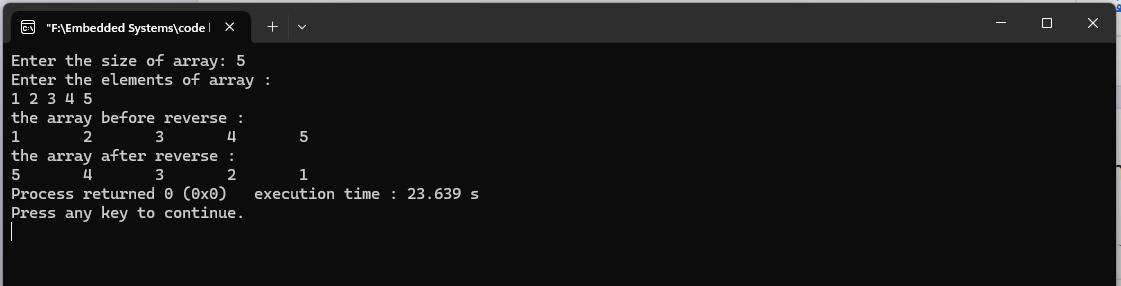 "F:\Embedded Systems\code
Enter the size of array: 5
Enter the elements of array :
1 2 3 4 5
the array before reverse :
1       2       3       4       5
the array after reverse :
5       4       3       2       1
Process returned 0 (0x0)   execution time : 23.639 s
Press any key to continue.